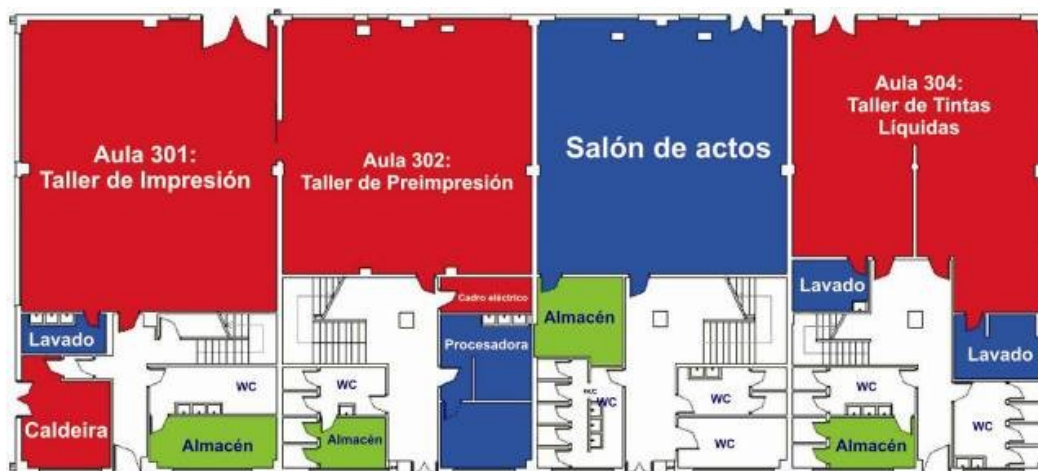 Aula 301:
Taller de Impresión
Aula 302:
Taller de Preimpresión
Salón de actos
Aula 304:
Taller de Tintas
Líquidas
Lavado
Caldeira
WC
Almacén
WC
Almacén
Cadro eléctrico
Procesadora
Almacén
WC
WC
WC
Lavado
WC
Almacén
Lavado
WC